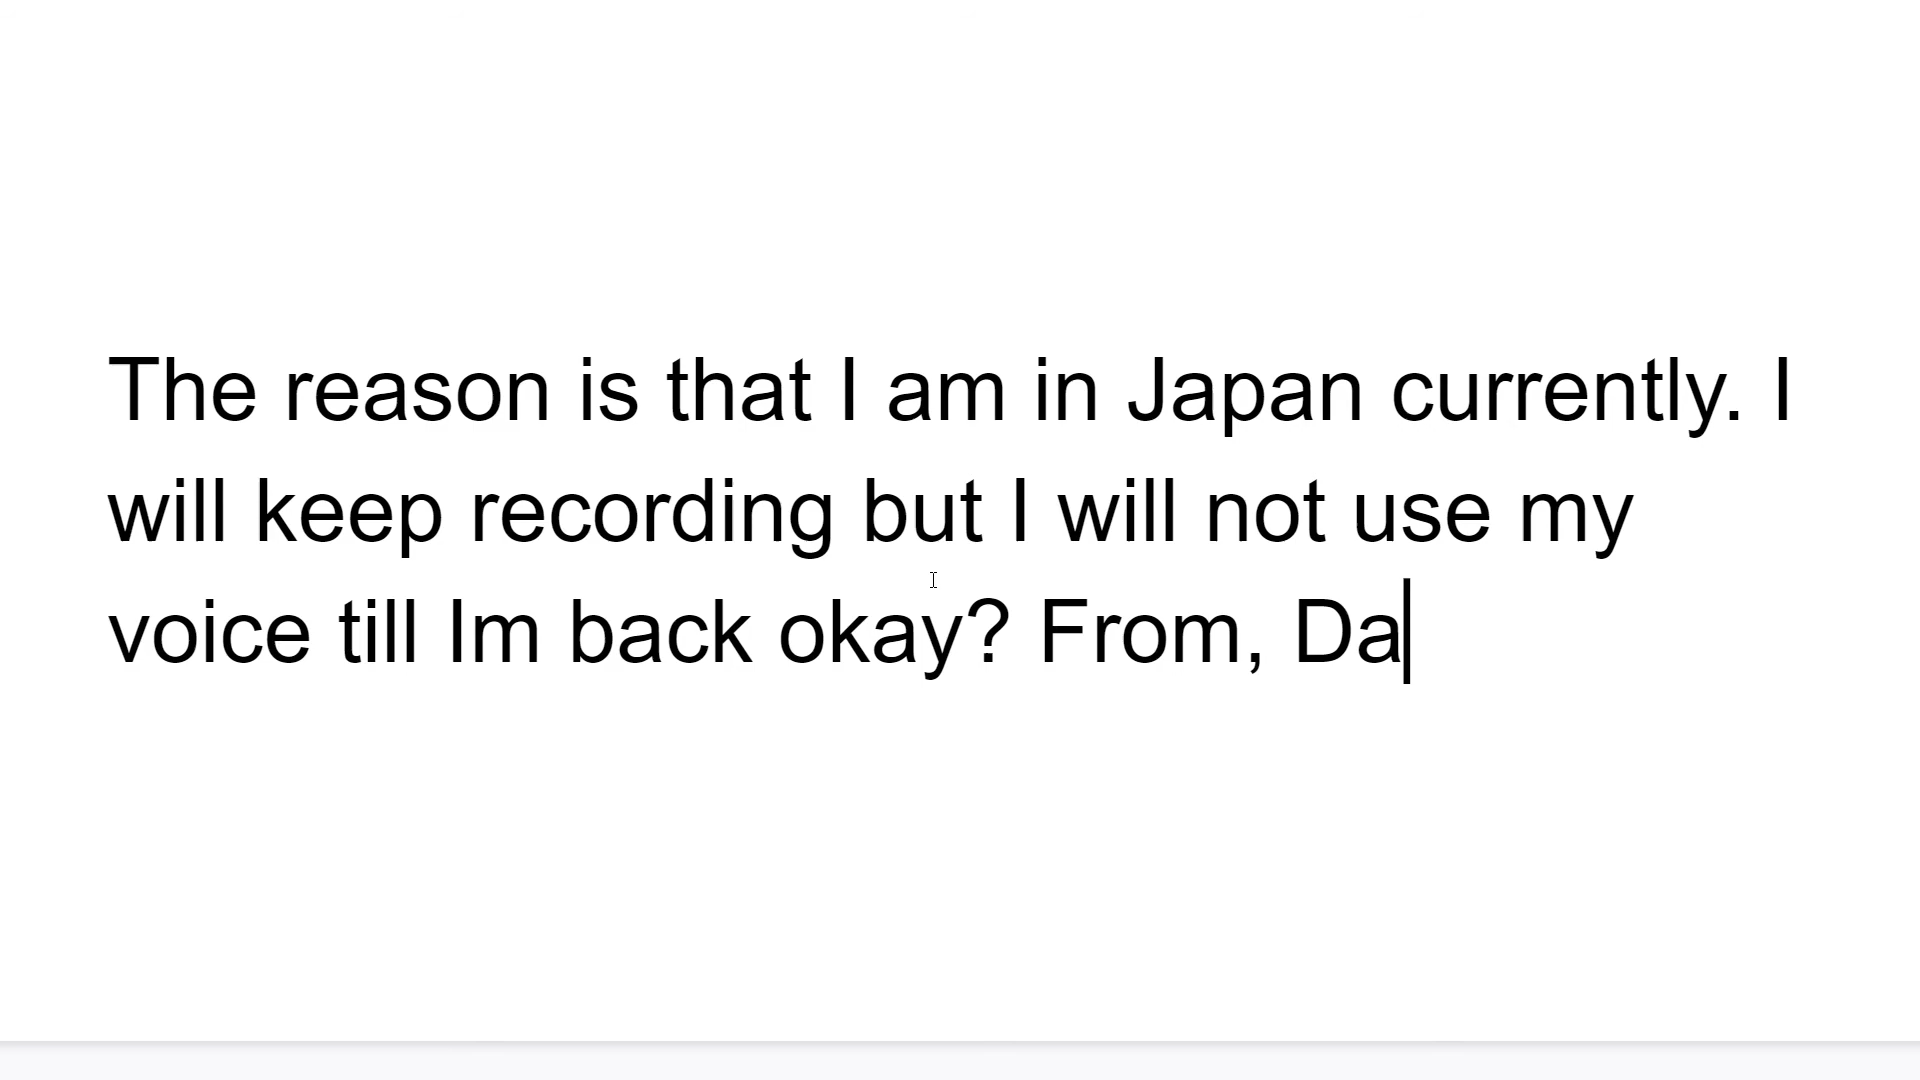 The reason is that I am in Japan currently. I
will keep recording but I will not use my
voice till Im back okay? From, Da